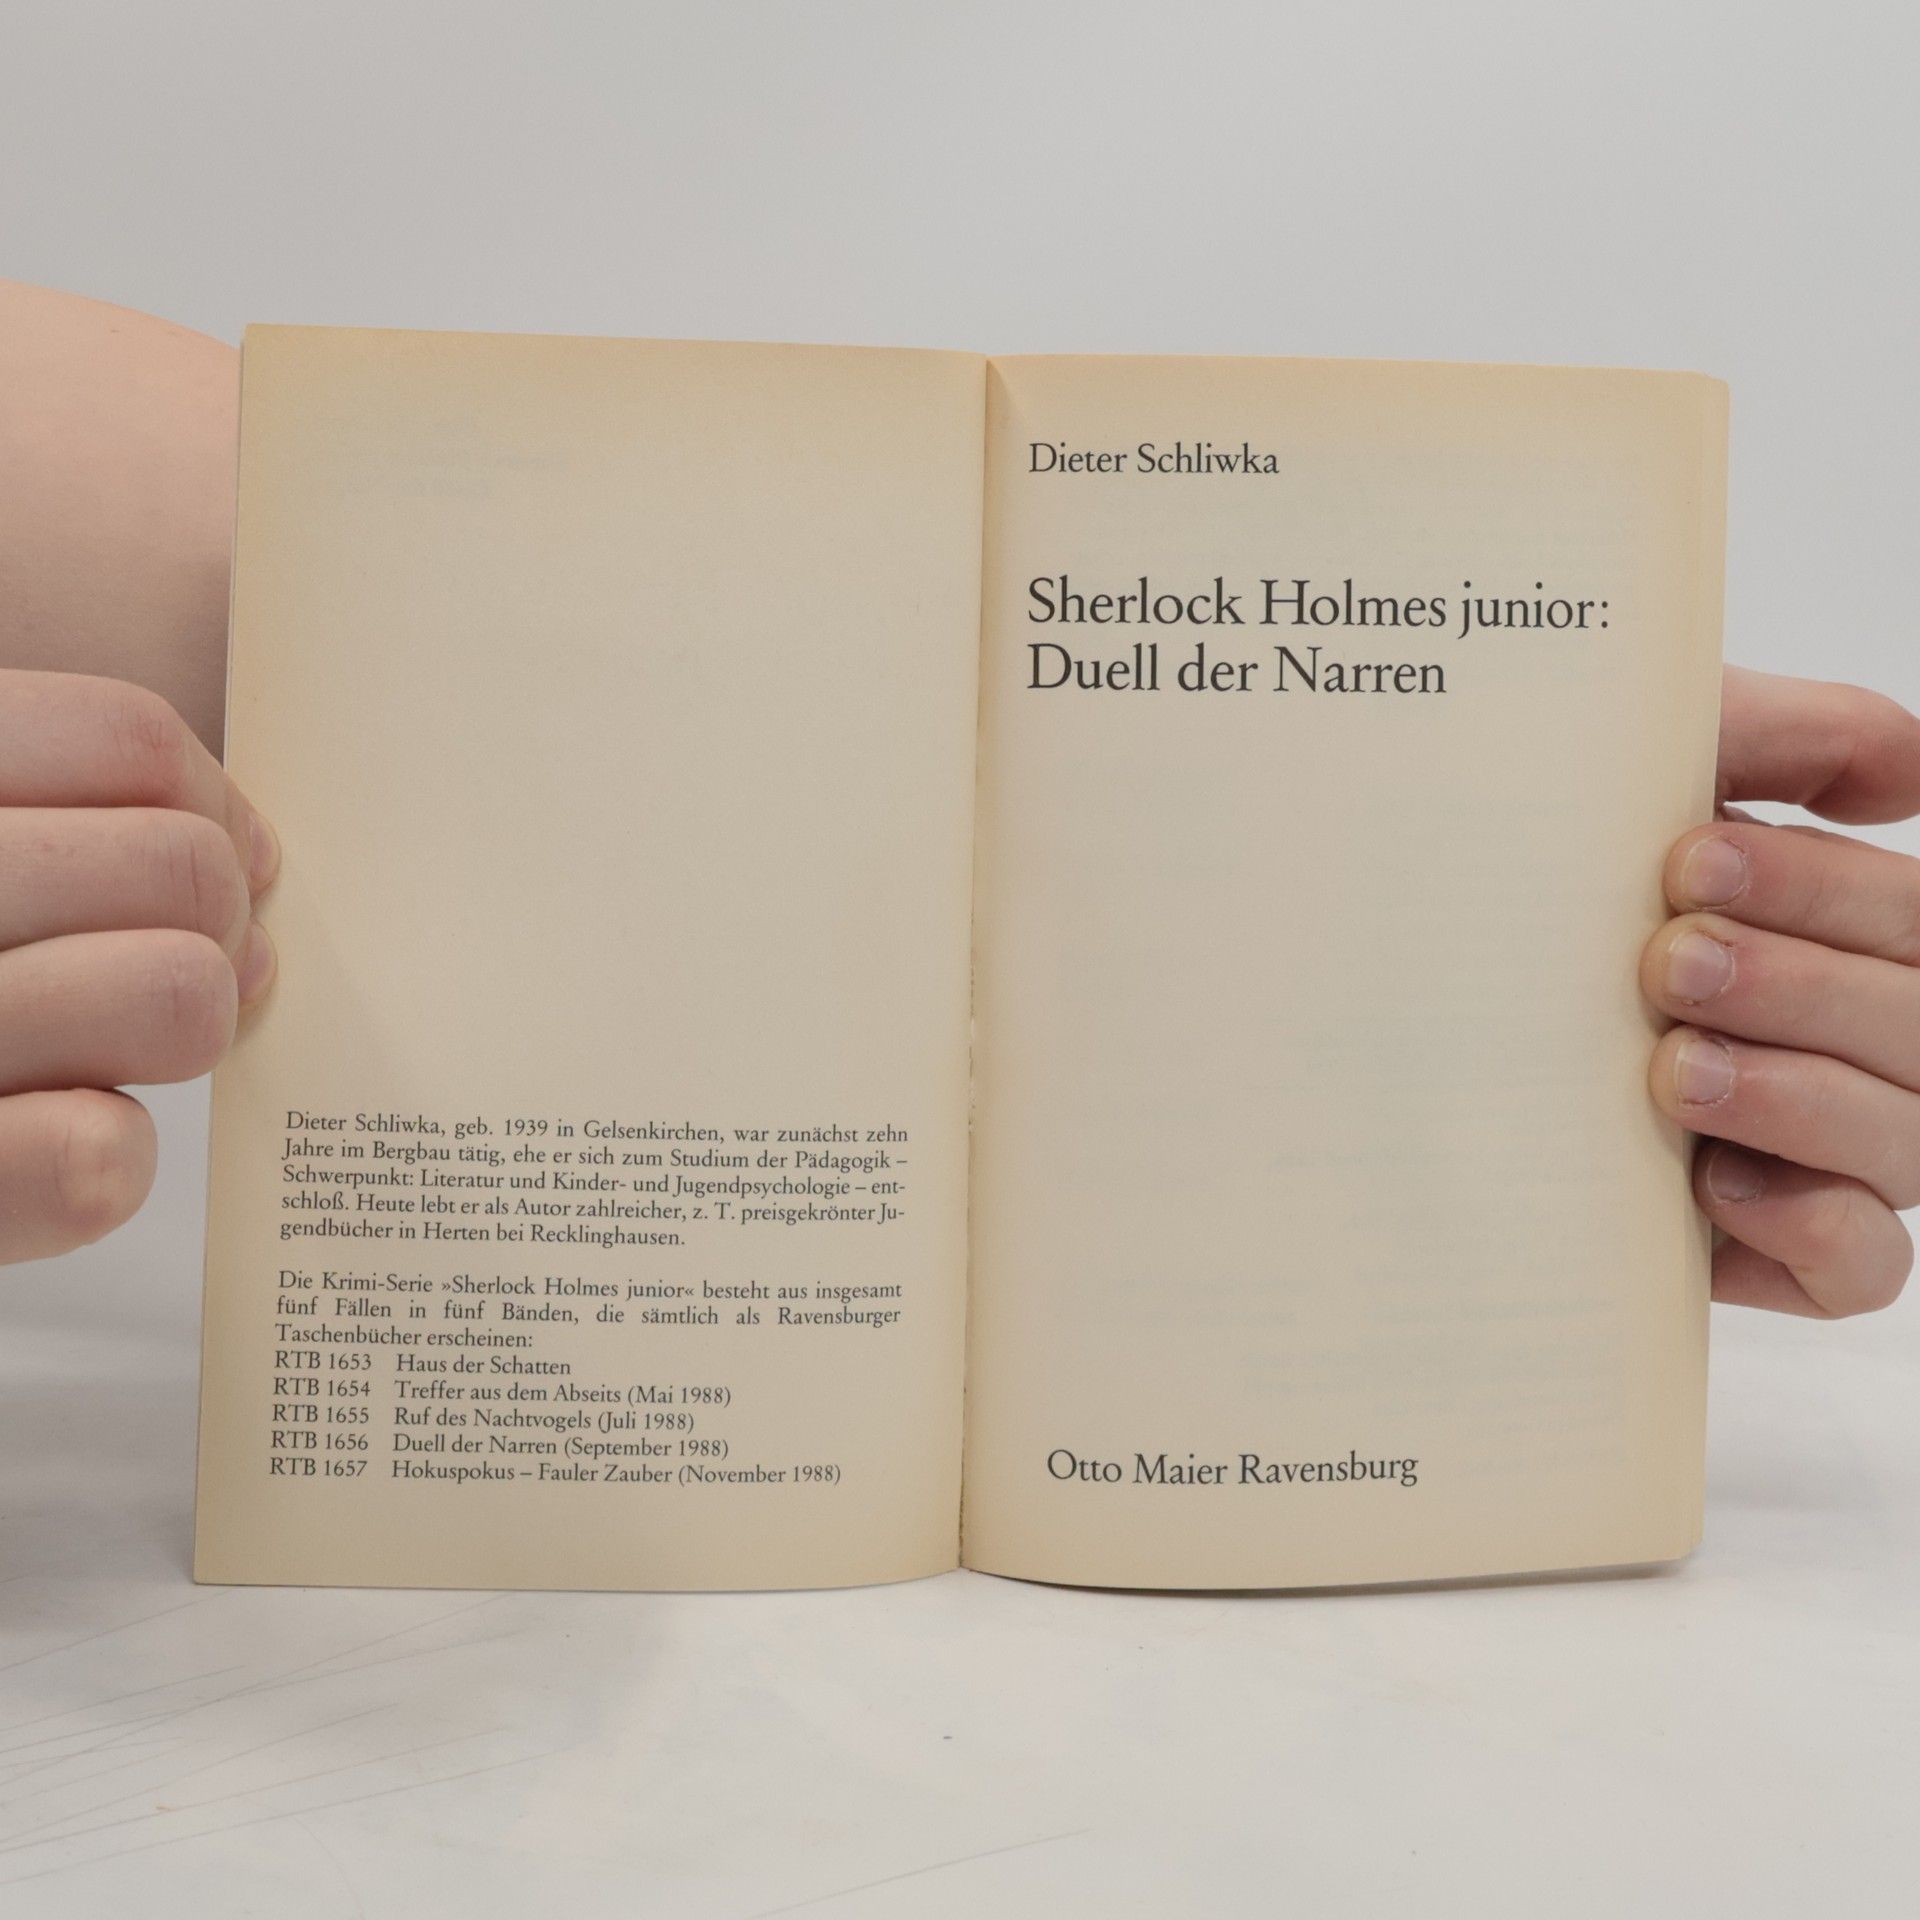 Dieter Schliwka, geb. 1939 in Gelsenkirchen, war zunächst zehn
Jahre im Bergbau tätig, ehe er sich zum Studium der Pädagogik –
Schwerpunkt: Literatur und Kinder- und Jugendpsychologie – ent-
schloß. Heute lebt er als Autor zahlreicher, z. T. preisgekrönter Ju-
gendbücher in Herten bei Recklinghausen.
Die Krimi-Serie »Sherlock Holmes junior« besteht aus insgesamt
fünf Fällen in fünf Bänden, die sämtlich als Ravensburger
Taschenbücher erscheinen:
RTB 1653 Haus der Schatten
RTB 1654 Treffer aus dem Abseits (Mai 1988)
RTB 1655 Ruf des Nachtvogels (Juli 1988)
RTB 1656 Duell der Narren (September 1988)
RTB 1657 Hokuspokus – Fauler Zauber (November 1988)
Dieter Schliwka
Sherlock Holmes junior:
Duell der Narren
Otto Maier Ravensburg